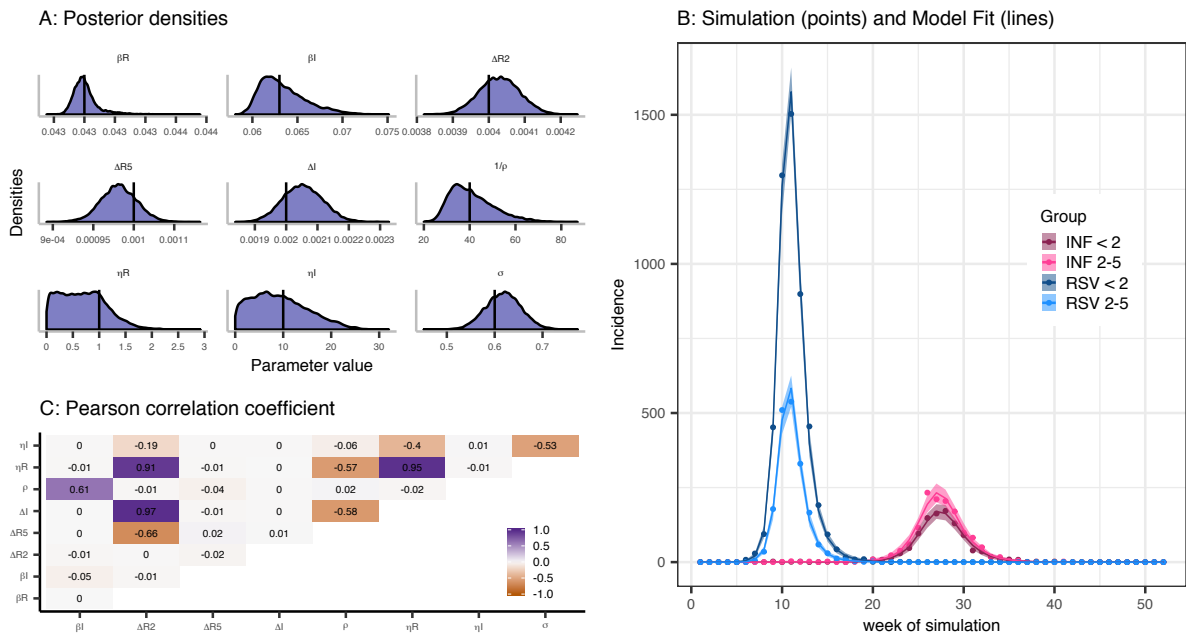 A: Posterior densities
βR
βI
ΔR2
0.043 0.043 0.043 0.043 0.044 0.044
0.06 0.065 0.07 0.075
0.0038 0.0039 0.004 0.0041 0.0042
ΔR5
ΔI
1/ρ
9e-04 0.00095 0.001 0.0011
0.0019 0.002 0.0021 0.0022 0.0023
20 40 60 80
ηR
ηI
σ
0 0.5 1 1.5 2 2.5 3
0 10 20 30
0.5 0.6 0.7
Densities
Parameter value
C: Pearson correlation coefficient
ηI 0 -0.19 0 0 -0.06 -0.4 0.01 -0.53
ηR -0.01 0.91 -0.01 0 -0.57 0.95 -0.01
ρ 0.61 -0.01 -0.04 0 0.02 -0.02
ΔI 0 0.97 -0.01 0 -0.58
ΔR5 0 -0.66 0.02 0.01
ΔR2 -0.01 0 -0.02
βI -0.05 -0.01
βR 0
βI ΔR2 ΔR5 ΔI ρ ηR ηI σ
1.0
0.5
0.0
-0.5
-1.0
B: Simulation (points) and Model Fit (lines)
1500
1000
500
0
Incidence
0 10 20 30 40 50
week of simulation
Group
INF < 2
INF 2-5
RSV < 2
RSV 2-5